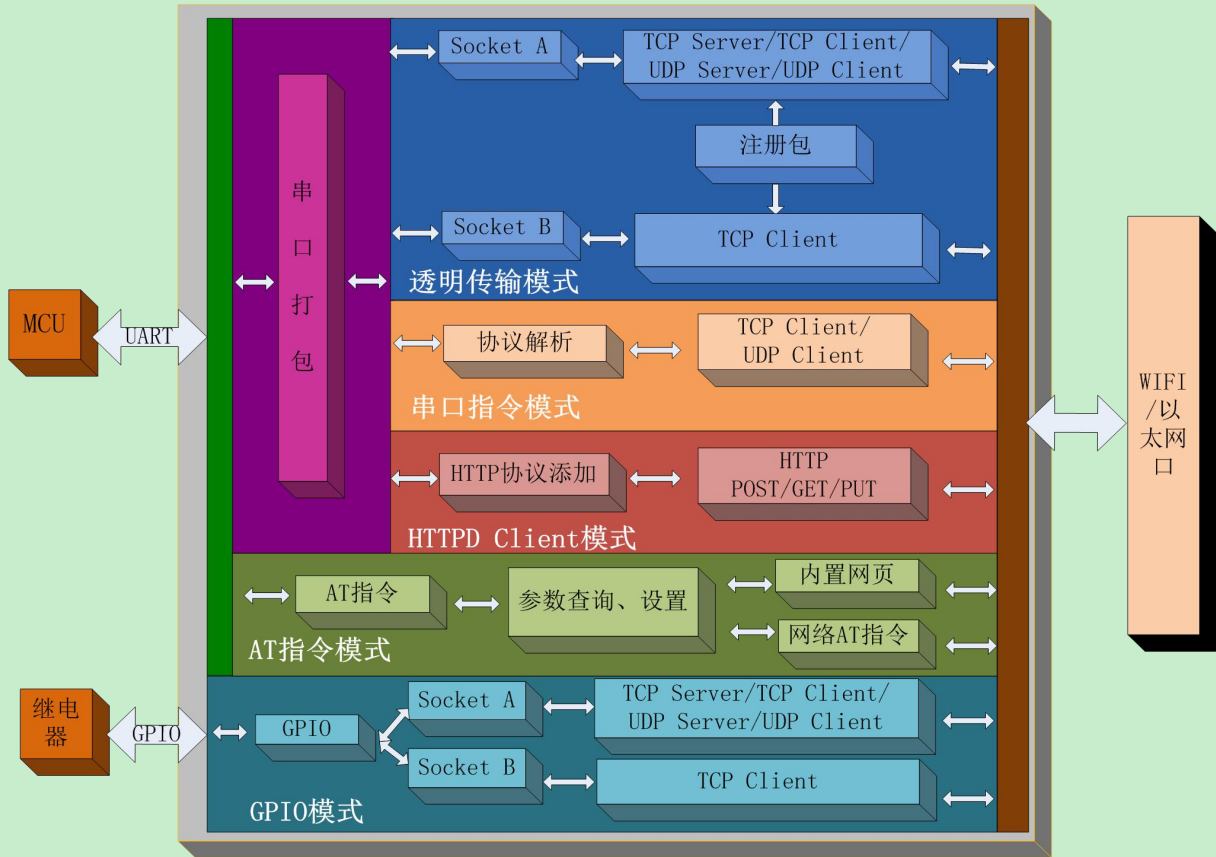 Socket A
TCP Server/TCP Client/
UDP Server/UDP Client
注册包
Socket B
TCP Client
透明传输模式
串
口
打
包
MCU
UART
协议解析
TCP Client/
UDP Client
串口指令模式
WIFI
/以
太网
口
HTTP协议添加
HTTP
POST/GET/PUT
HTTPD Client模式
AT指令
参数查询、设置
内置网页
网络AT指令
AT指令模式
继电
器
GPIO
GPIO
Socket A
TCP Server/TCP Client/
UDP Server/UDP Client
Socket B
TCP Client
GPIO模式